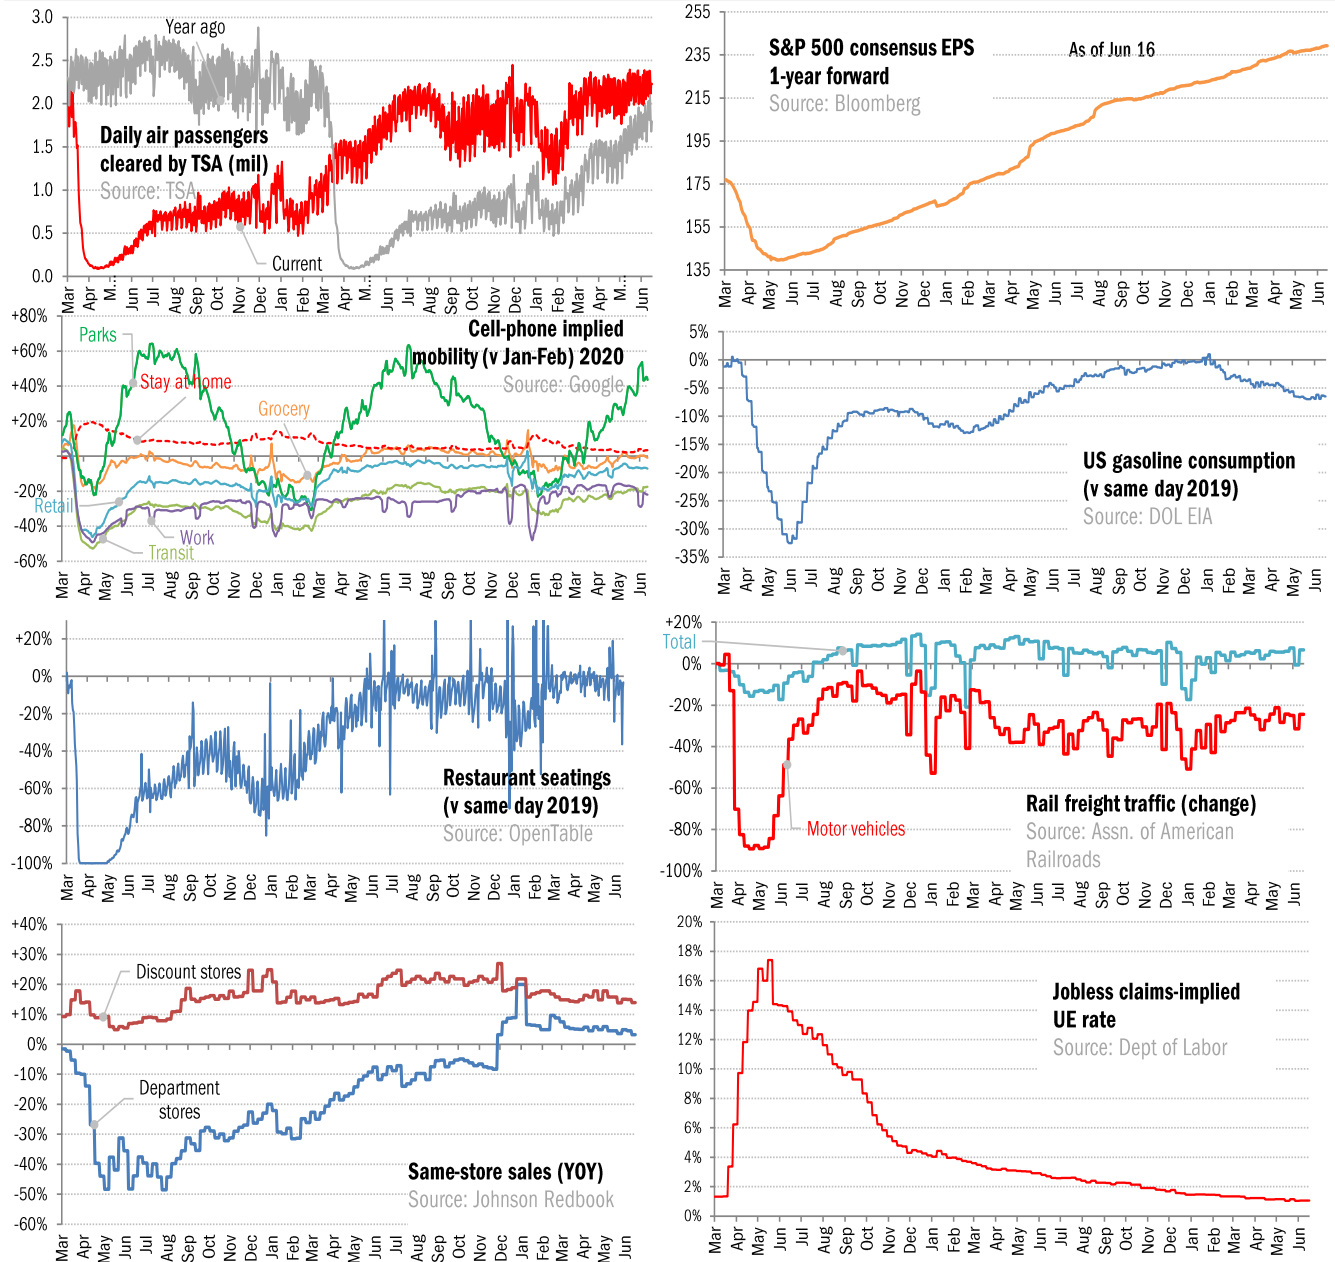 3.0
2.5
2.0
1.5
1.0
0.5
0.0
Year ago
Daily air passengers
cleared by TSA (mil)
Source: TSA
Current
Mar Apr M... Jun Jul Aug Sep Oct Nov Dec Jan Feb Mar Apr M... Jun Jul Aug Sep Oct Nov Dec Jan Feb Mar Apr M... Jun
255
235
215
195
175
155
135
S&P 500 consensus EPS
1-year forward
Source: Bloomberg
As of Jun 16
Mar Apr May Jun Jul Aug Sep Oct Nov Dec Jan Feb Mar Apr May Jun Jul Aug Sep Oct Nov Dec Jan Feb Mar Apr May Jun
+80%
+60%
+40%
+20%
0%
-20%
-40%
-60%
Parks
Stay at home
Grocery
Retail
Work
Transit
Cell-phone implied
mobility (v Jan-Feb) 2020
Source: Google
Mar Apr May Jun Jul Aug Sep Oct Nov Dec Jan Feb Mar Apr May Jun Jul Aug Sep Oct Nov Dec Jan Feb Mar Apr May Jun
5%
0%
-5%
-10%
-15%
-20%
-25%
-30%
-35%
US gasoline consumption
(v same day 2019)
Source: DOL EIA
Mar Apr May Jun Jul Aug Sep Oct Nov Dec Jan Feb Mar Apr May Jun Jul Aug Sep Oct Nov Dec Jan Feb Mar Apr May Jun
+20%
0%
-20%
-40%
-60%
-80%
-100%
Restaurant seatings
(v same day 2019)
Source: OpenTable
Mar Apr May Jun Jul Aug Sep Oct Nov Dec Jan Feb Mar Apr May Jun Jul Aug Sep Oct Nov Dec Jan Feb Mar Apr May Jun
+20%
0%
-20%
-40%
-60%
-80%
-100%
Total
Motor vehicles
Rail freight traffic (change)
Source: Assn. of American
Railroads
Mar Apr May Jun Jul Aug Sep Oct Nov Dec Jan Feb Mar Apr May Jun Jul Aug Sep Oct Nov Dec Jan Feb Mar Apr May Jun
+40%
+30%
+20%
+10%
0%
-10%
-20%
-30%
-40%
-50%
-60%
Discount stores
Department
stores
Same-store sales (YOY)
Source: Johnson Redbook
Mar Apr May Jun Jul Aug Sep Oct Nov Dec Jan Feb Mar Apr May Jun Jul Aug Sep Oct Nov Dec Jan Feb Mar Apr May Jun
20%
18%
16%
14%
12%
10%
8%
6%
4%
2%
0%
Jobless claims-implied
UE rate
Source: Dept of Labor
Mar Apr May Jun Jul Aug Sep Oct Nov Dec Jan Feb Mar Apr May Jun Jul Aug Sep Oct Nov Dec Jan Feb Mar Apr May Jun